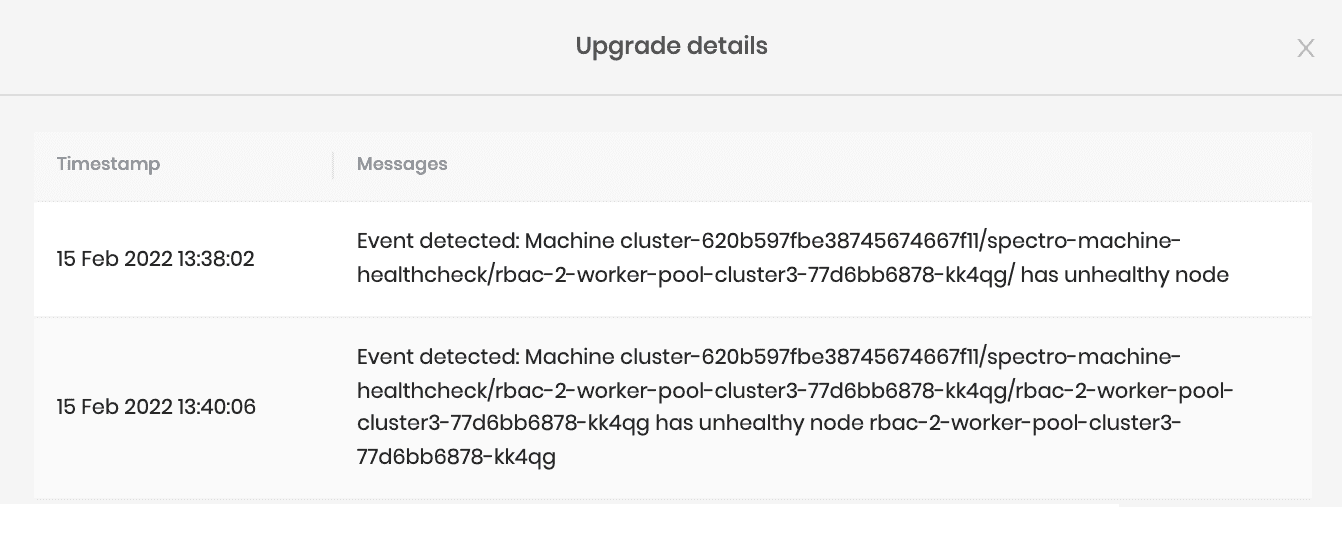 Upgrade details
X
Timestamp
Messages
15 Feb 2022 13:38:02
Event detected: Machine cluster-620b597fbe38745674667f11/spectro-machine-
healthcheck/rbac-2-worker-pool-cluster3-77d6bb6878-kk4qg/ has unhealthy node
15 Feb 2022 13:40:06
Event detected: Machine cluster-620b597fbe38745674667f11/spectro-machine-
healthcheck/rbac-2-worker-pool-cluster3-77d6bb6878-kk4qg/rbac-2-worker-pool-
cluster3-77d6bb6878-kk4qg has unhealthy node rbac-2-worker-pool-cluster3-
77d6bb6878-kk4qg